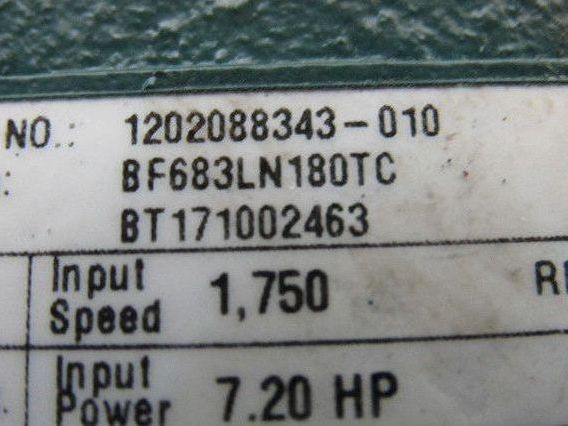 NO.: 1202088343-010
: BF683LN180TC
BT171002463
Input Speed 1,750
Input Power 7.20 HP